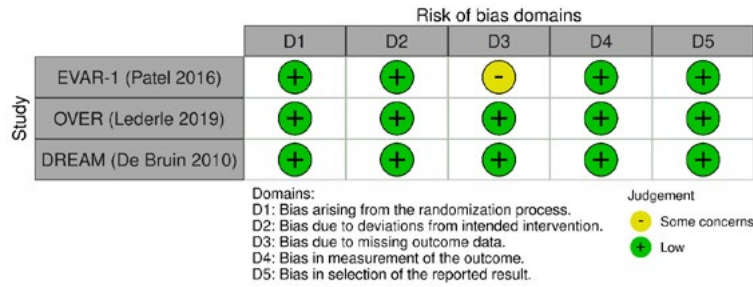 Risk of bias domains
D1 D2 D3 D4 D5
Study
EVAR-1 (Patel 2016) + + - + +
OVER (Lederle 2019) + + + + +
DREAM (De Bruin 2010) + + + + +
Domains:
D1: Bias arising from the randomization process.
D2: Bias due to deviations from intended intervention.
D3: Bias due to missing outcome data.
D4: Bias in measurement of the outcome.
D5: Bias in selection of the reported result.
Judgement
- Some concerns
+ Low